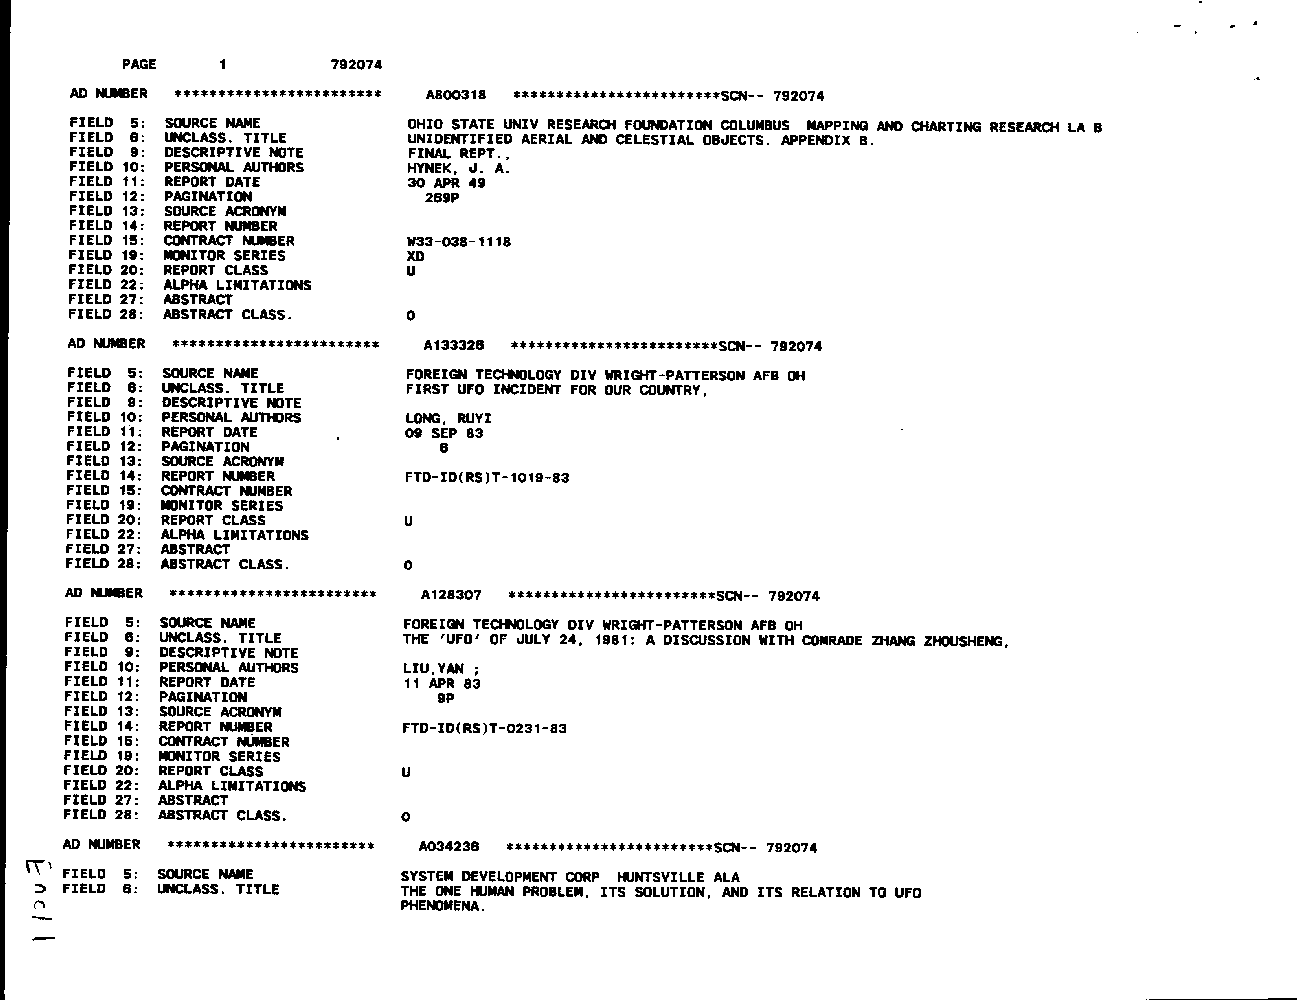 PAGE 1 792074
AD NUMBER ************************ A800318 ************************SCN-- 792074
FIELD 5: SOURCE NAME OHIO STATE UNIV RESEARCH FOUNDATION COLUMBUS MAPPING AND CHARTING RESEARCH LA B
FIELD 6: UNCLASS. TITLE UNIDENTIFIED AERIAL AND CELESTIAL OBJECTS. APPENDIX B.
FIELD 9: DESCRIPTIVE NOTE FINAL REPT.,
FIELD 10: PERSONAL AUTHORS HYNEK, J. A.
FIELD 11: REPORT DATE 30 APR 49
FIELD 12: PAGINATION 269P
FIELD 13: SOURCE ACRONYM
FIELD 14: REPORT NUMBER
FIELD 15: CONTRACT NUMBER W33-038-1118
FIELD 19: MONITOR SERIES XD
FIELD 20: REPORT CLASS U
FIELD 22: ALPHA LIMITATIONS
FIELD 27: ABSTRACT
FIELD 28: ABSTRACT CLASS. O
AD NUMBER ************************ A133326 ************************SCN-- 792074
FIELD 5: SOURCE NAME FOREIGN TECHNOLOGY DIV WRIGHT-PATTERSON AFB OH
FIELD 6: UNCLASS. TITLE FIRST UFO INCIDENT FOR OUR COUNTRY,
FIELD 9: DESCRIPTIVE NOTE
FIELD 10: PERSONAL AUTHORS LONG, RUYI
FIELD 11: REPORT DATE 09 SEP 83
FIELD 12: PAGINATION 6
FIELD 13: SOURCE ACRONYM
FIELD 14: REPORT NUMBER FTD-ID(RS)T-1019-83
FIELD 15: CONTRACT NUMBER
FIELD 19: MONITOR SERIES
FIELD 20: REPORT CLASS U
FIELD 22: ALPHA LIMITATIONS
FIELD 27: ABSTRACT
FIELD 28: ABSTRACT CLASS. O
AD NUMBER ************************ A128307 ************************SCN-- 792074
FIELD 5: SOURCE NAME FOREIGN TECHNOLOGY DIV WRIGHT-PATTERSON AFB OH
FIELD 6: UNCLASS. TITLE THE 'UFO' OF JULY 24, 1981: A DISCUSSION WITH COMRADE ZHANG ZHOUSHENG,
FIELD 9: DESCRIPTIVE NOTE
FIELD 10: PERSONAL AUTHORS LIU,YAN ;
FIELD 11: REPORT DATE 11 APR 83
FIELD 12: PAGINATION 9P
FIELD 13: SOURCE ACRONYM
FIELD 14: REPORT NUMBER FTD-ID(RS)T-0231-83
FIELD 15: CONTRACT NUMBER
FIELD 19: MONITOR SERIES
FIELD 20: REPORT CLASS U
FIELD 22: ALPHA LIMITATIONS
FIELD 27: ABSTRACT
FIELD 28: ABSTRACT CLASS. O
AD NUMBER ************************ A034236 ************************SCN-- 792074
FIELD 5: SOURCE NAME SYSTEM DEVELOPMENT CORP HUNTSVILLE ALA
FIELD 6: UNCLASS. TITLE THE ONE HUMAN PROBLEM, ITS SOLUTION, AND ITS RELATION TO UFO
PHENOMENA.